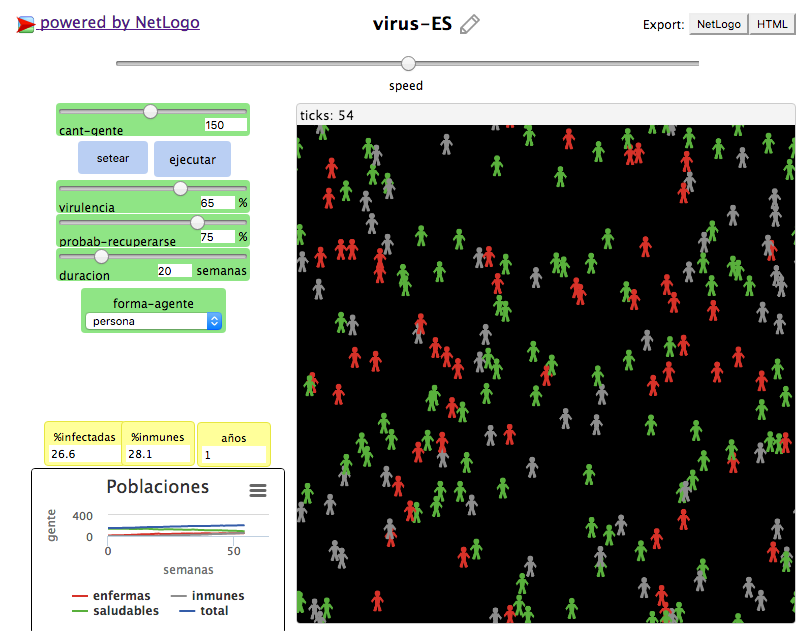 powered by NetLogo
virus-ES
Export: NetLogo HTML
speed
ticks: 54
cant-gente 150
setear ejecutar
virulencia 65 %
probab-recuperarse 75 %
duracion 20 semanas
forma-agente
persona
%infectadas %inmunes años
26.6 28.1 1
Poblaciones
gente
400
0
0 50
semanas
enfermas inmunes
saludables total